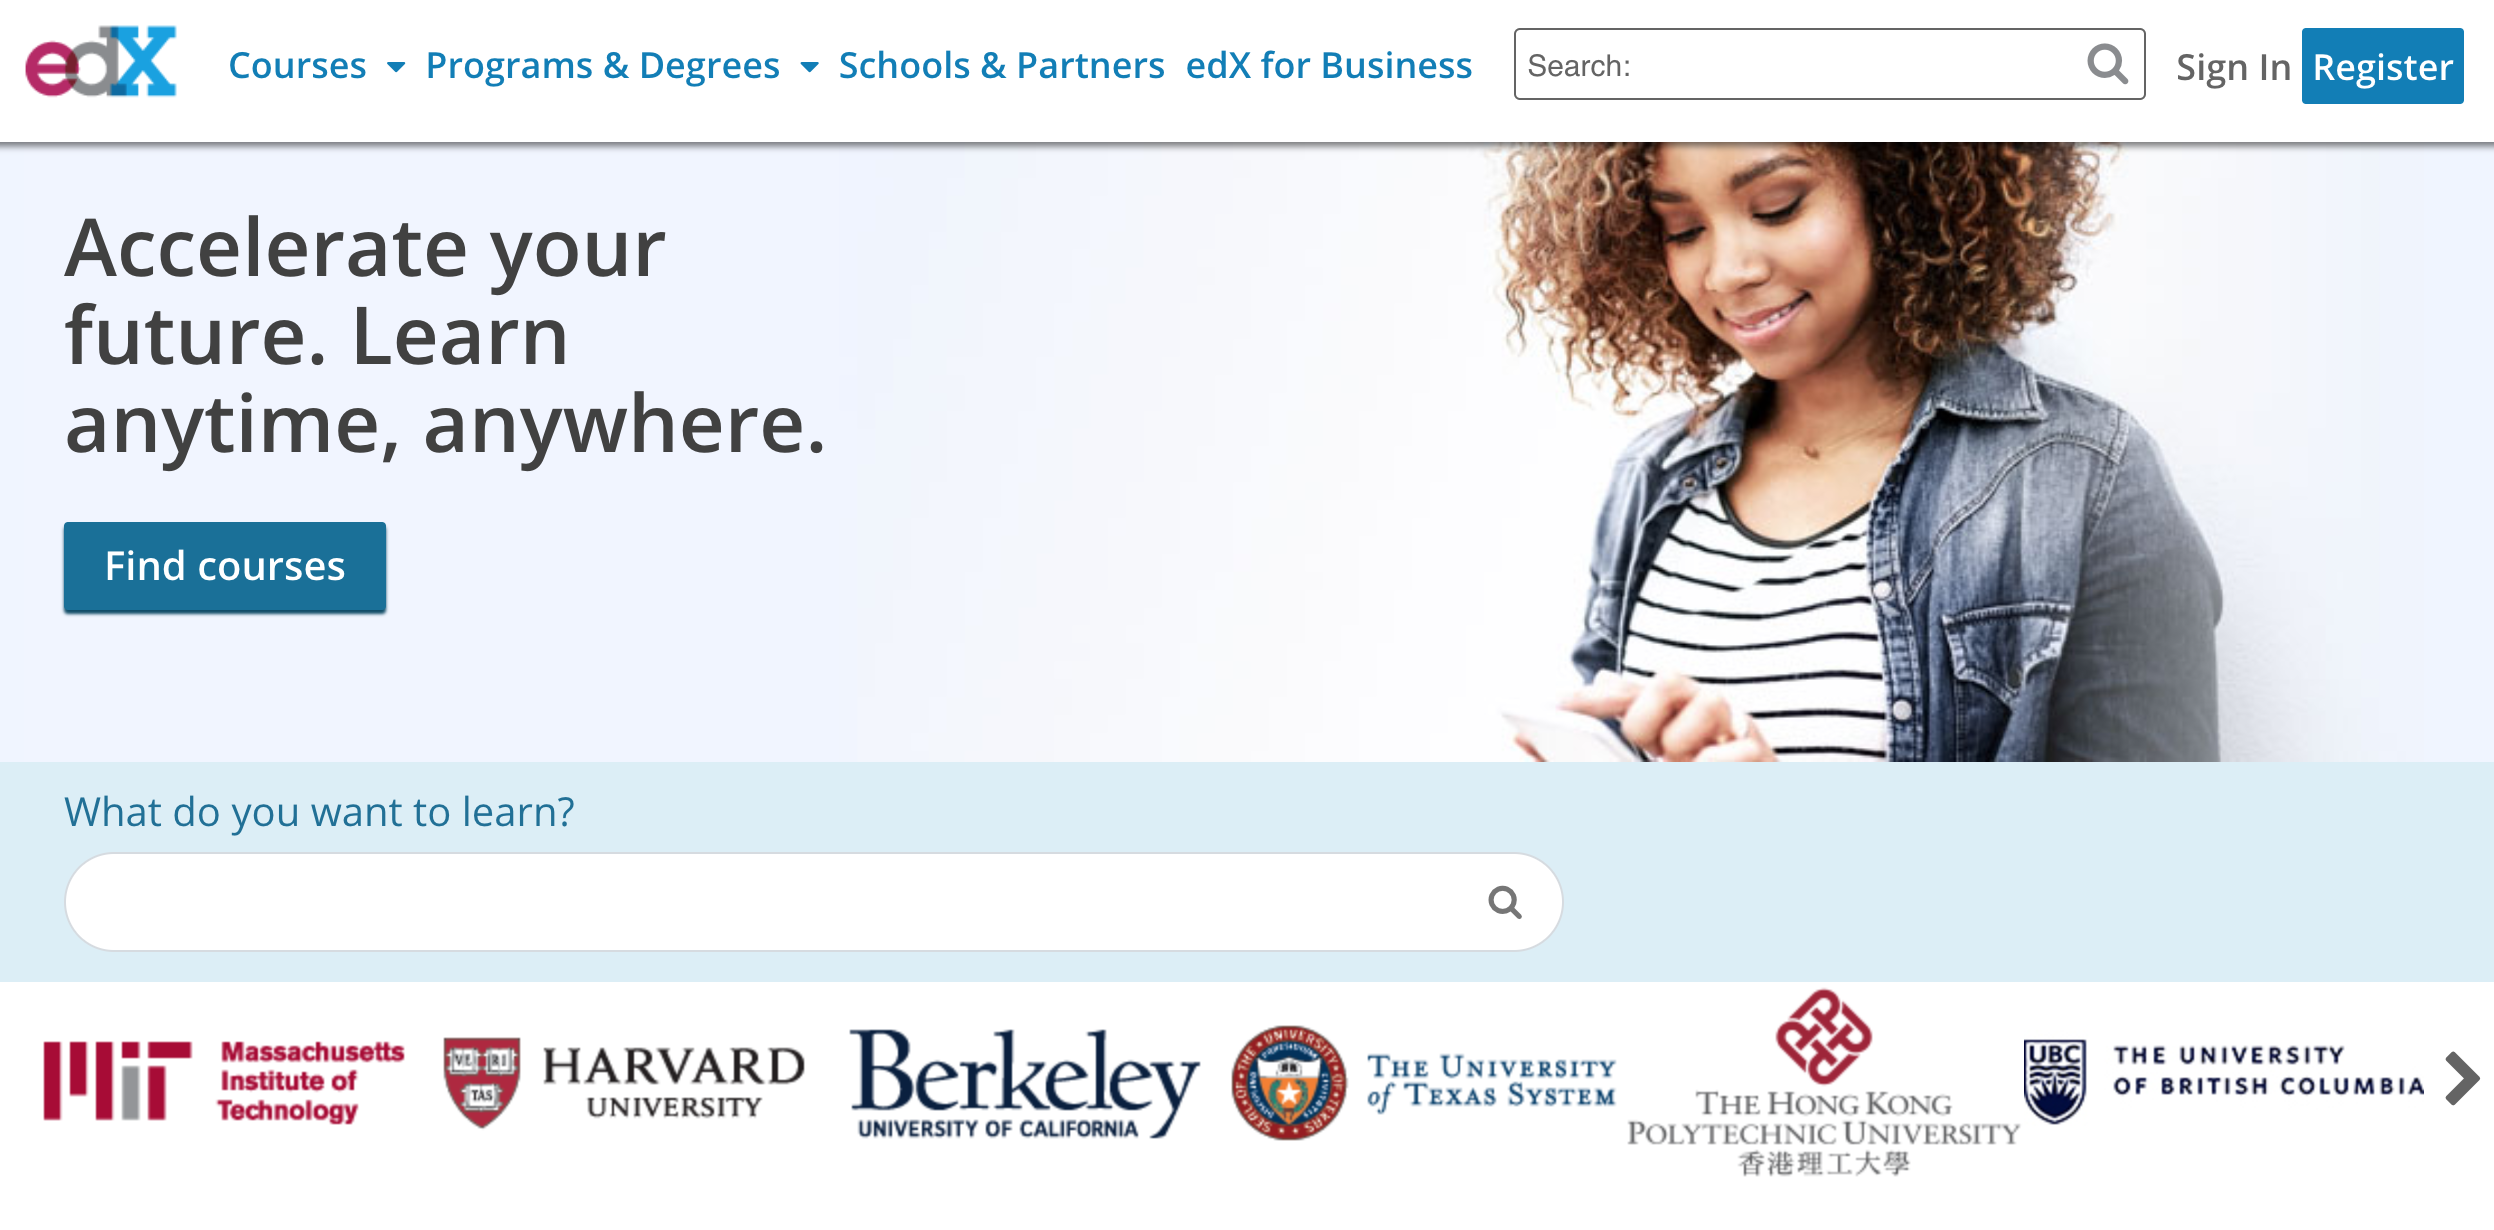 edX
Courses
Programs & Degrees
Schools & Partners
edX for Business
Search:
Sign In
Register
Accelerate your
future. Learn
anytime, anywhere.
Find courses
What do you want to learn?
MIT
Massachusetts
Institute of
Technology
VE RI
TAS
HARVARD
UNIVERSITY
Berkeley
UNIVERSITY OF CALIFORNIA
THE UNIVERSITY
of TEXAS SYSTEM
THE HONG KONG
POLYTECHNIC UNIVERSITY
香港理工大學
UBC
THE UNIVERSITY
OF BRITISH COLUMBIA